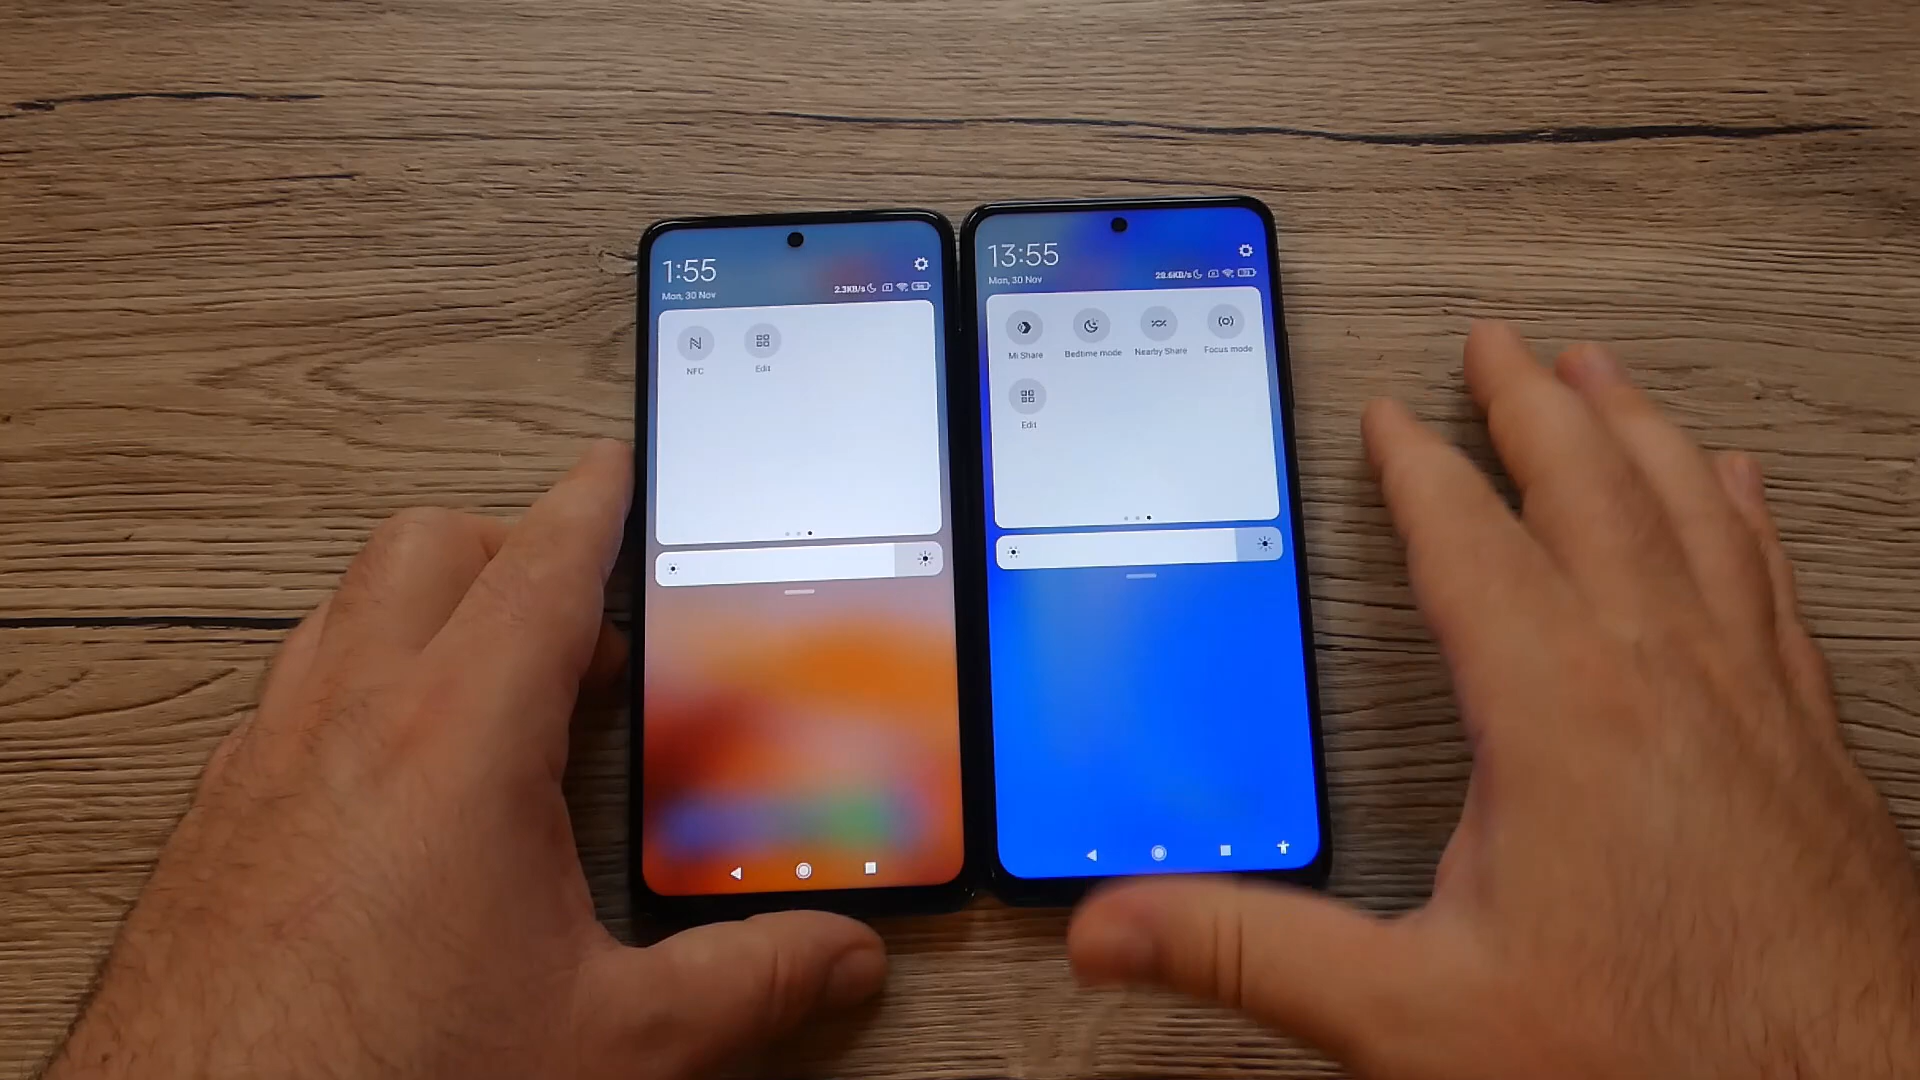 1:55
Mon, 30 Nov
2.3KB/s
NFC
Edit
13:55
Mon, 30 Nov
28.6KB/s
Mi Share
Bedtime mode
Nearby Share
Focus mode
Edit